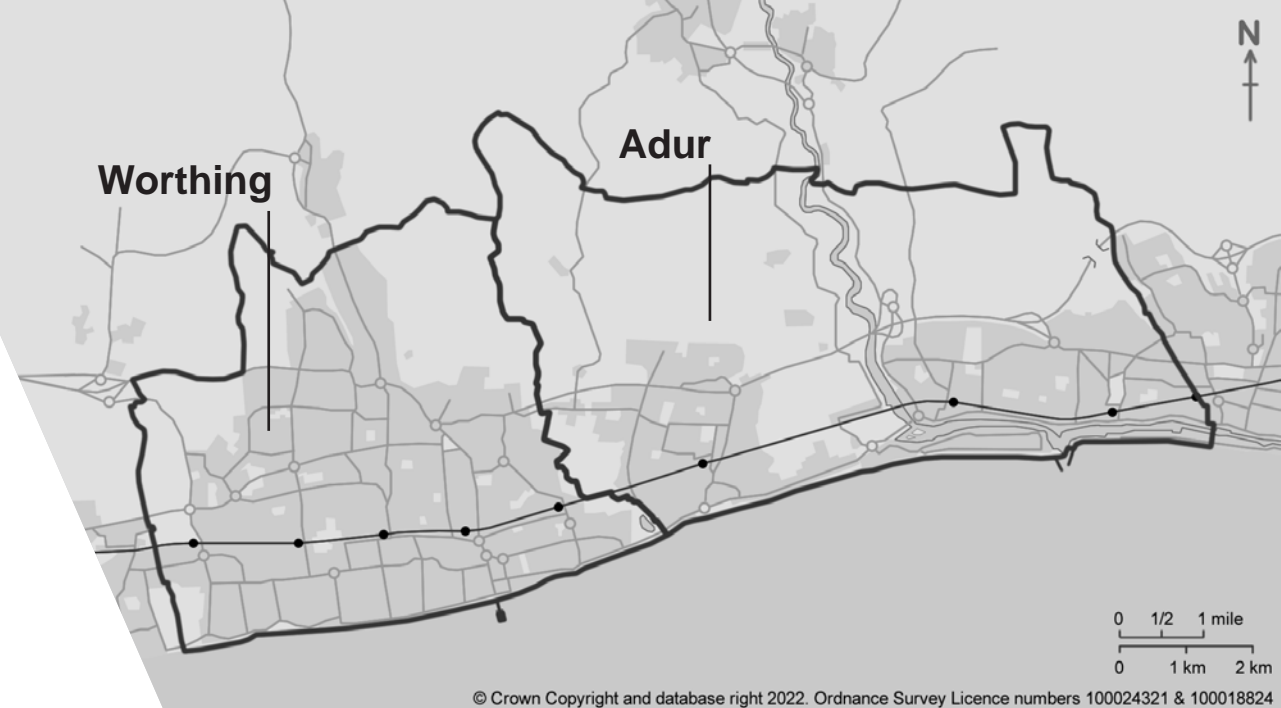 N
Adur
Worthing
0 1/2 1 mile
0 1 km 2 km
© Crown Copyright and database right 2022. Ordnance Survey Licence numbers 100024321 & 100018824